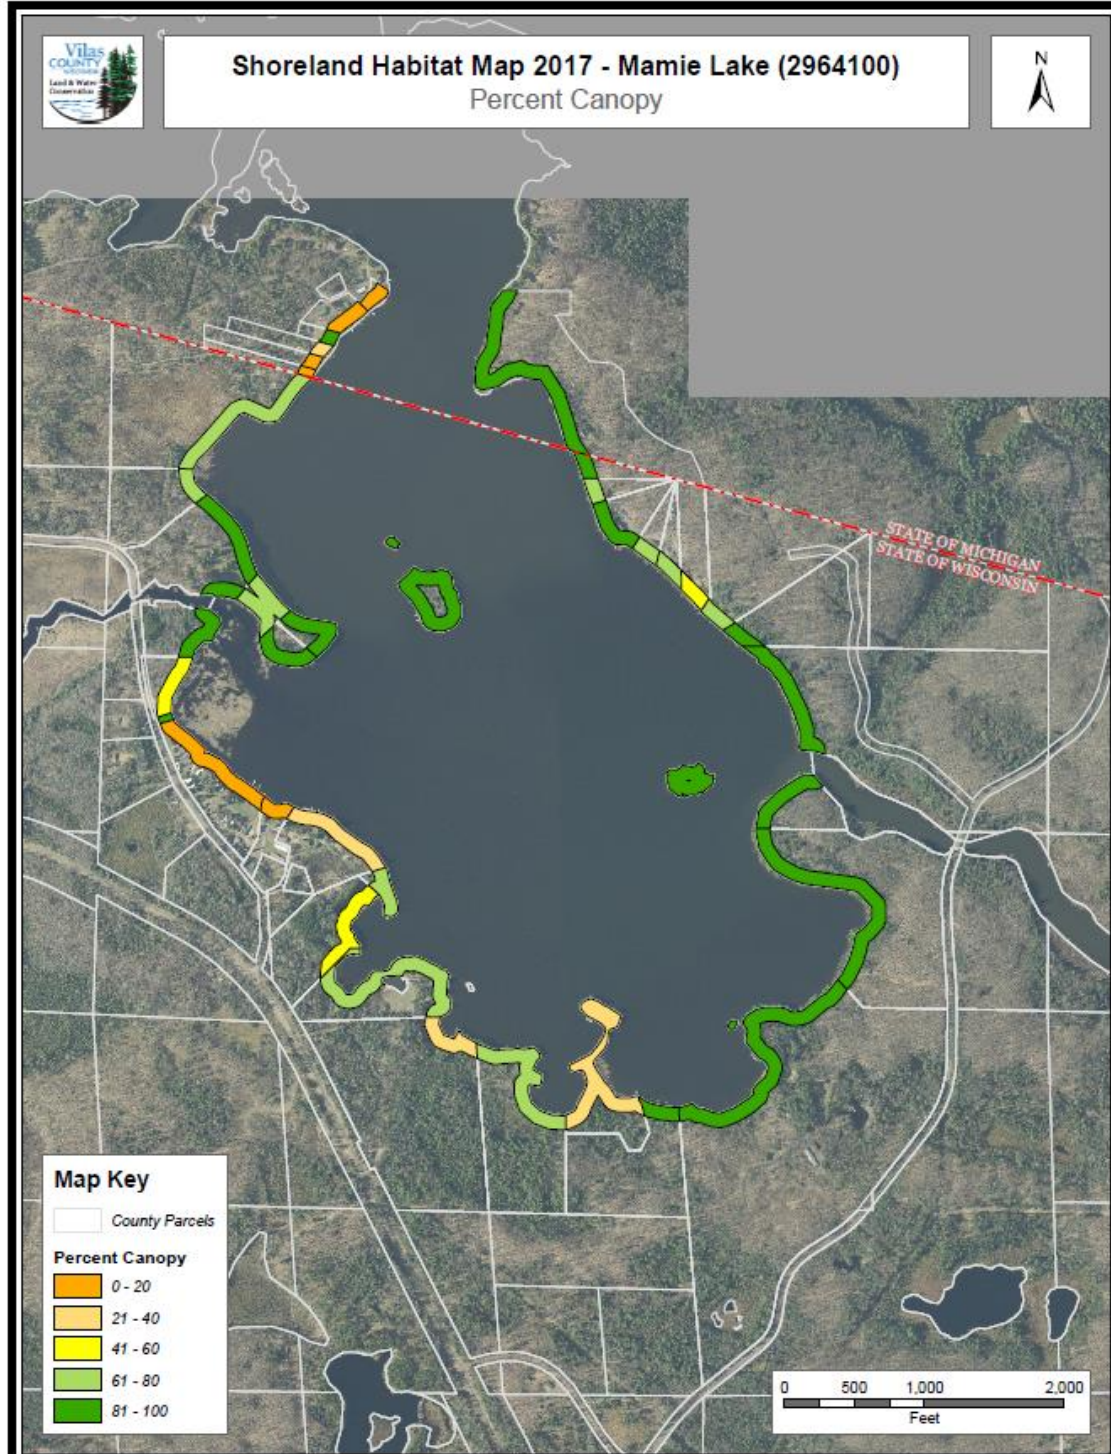 Vilas
COUNTY
WISCONSIN
Land & Water
Conservation
Shoreland Habitat Map 2017 - Mamie Lake (2964100)
Percent Canopy
N
STATE OF MICHIGAN
STATE OF WISCONSIN
Map Key
County Parcels
Percent Canopy
0 - 20
21 - 40
41 - 60
61 - 80
81 - 100
0 500 1,000 2,000
Feet